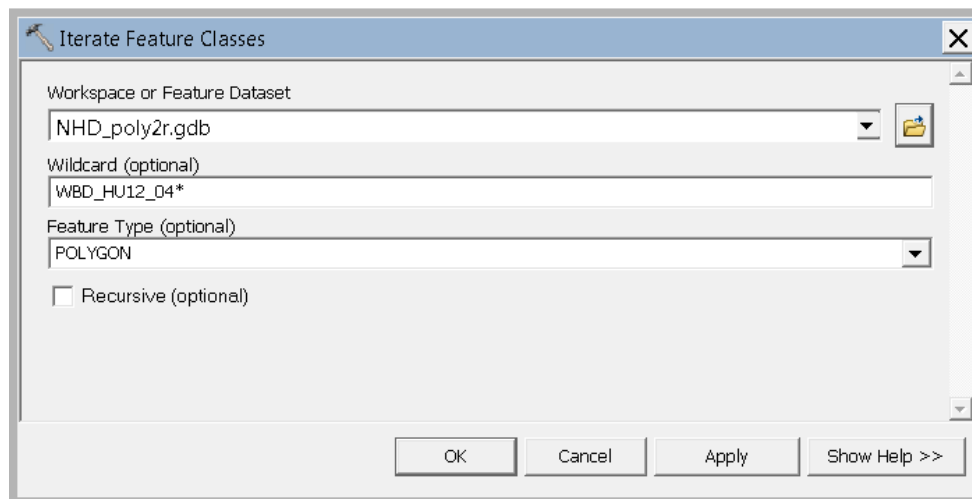 Iterate Feature Classes
Workspace or Feature Dataset
NHD_poly2r.gdb
Wildcard (optional)
WBD_HU12_04*
Feature Type (optional)
POLYGON
Recursive (optional)
OK Cancel Apply Show Help >>